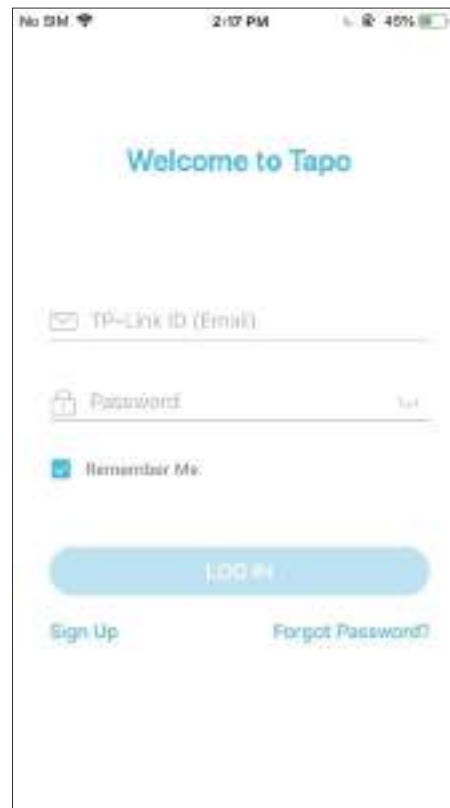 No SIM 2:17 PM 45%
Welcome to Tapo
TP-Link ID (Email)
Password
Remember Me
LOG IN
Sign Up Forgot Password?